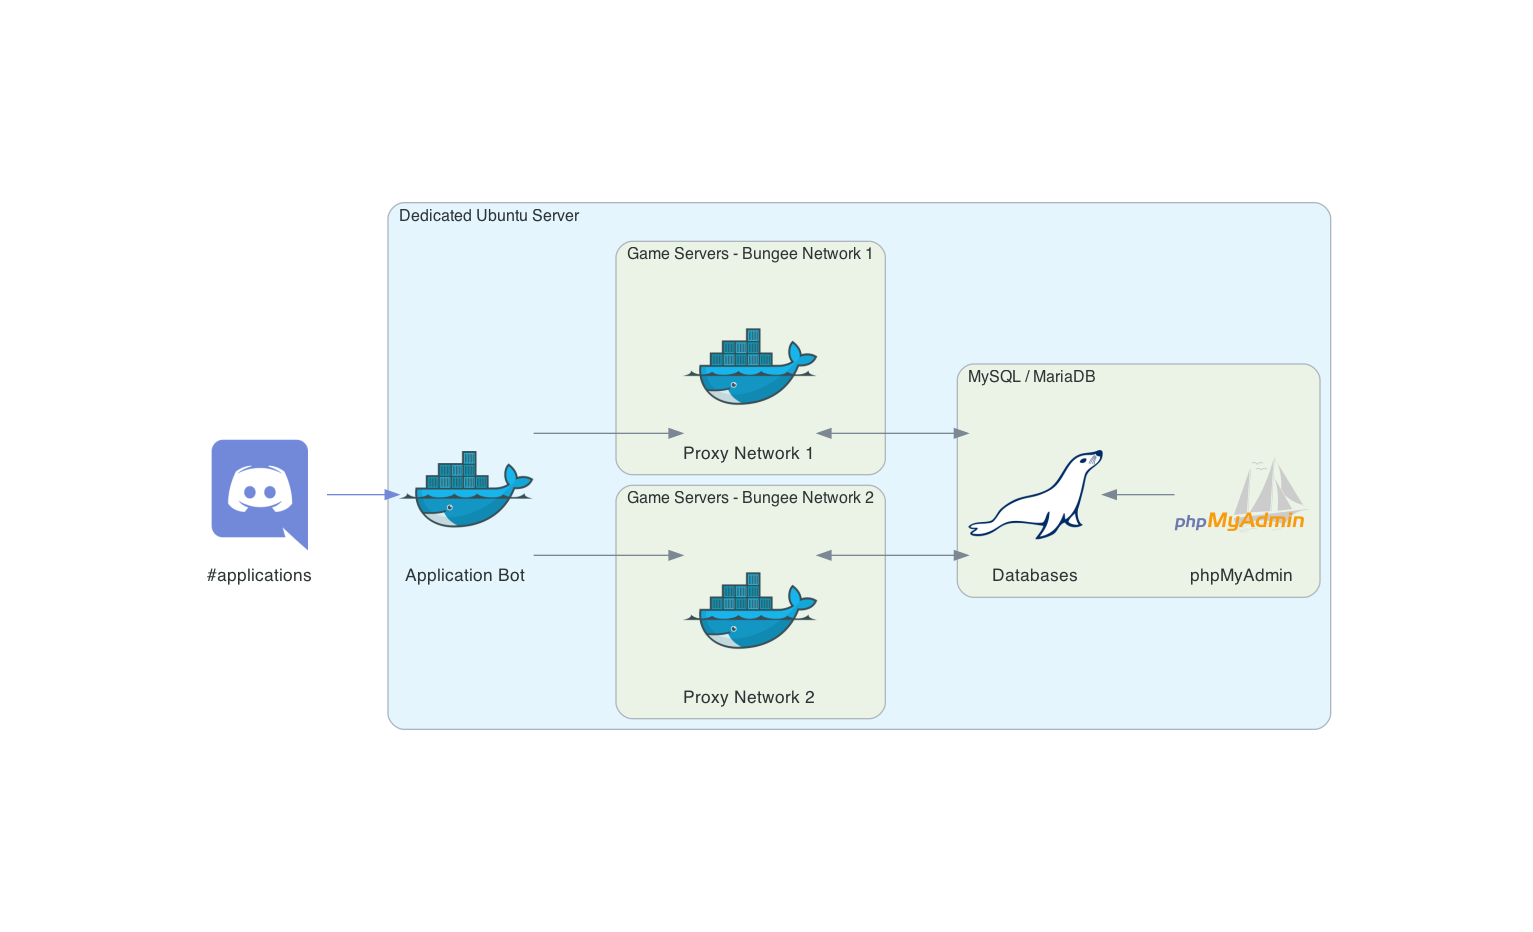 Dedicated Ubuntu Server
Game Servers - Bungee Network 1
Proxy Network 1
Game Servers - Bungee Network 2
Proxy Network 2
#applications
Application Bot
MySQL / MariaDB
Databases
phpMyAdmin
phpMyAdmin